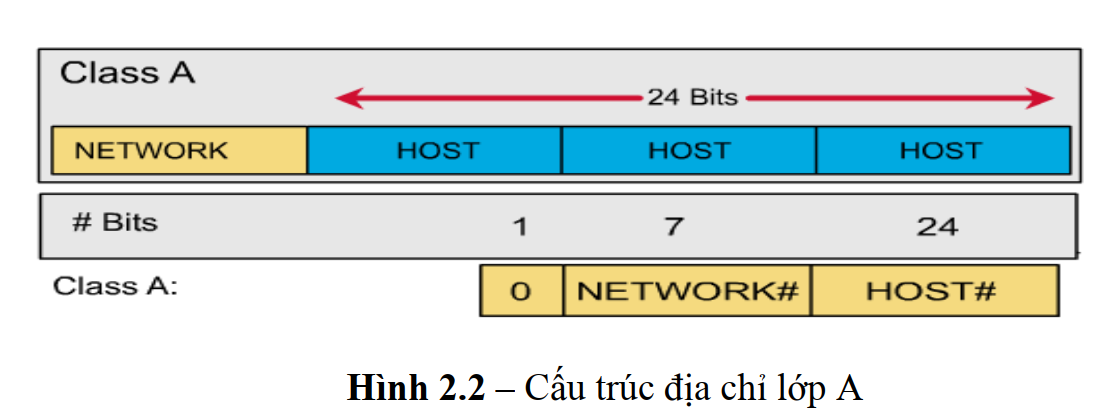 Class A
24 Bits
NETWORK HOST HOST HOST
# Bits 1 7 24
Class A: 0 NETWORK# HOST#
Hình 2.2 – Cấu trúc địa chỉ lớp A